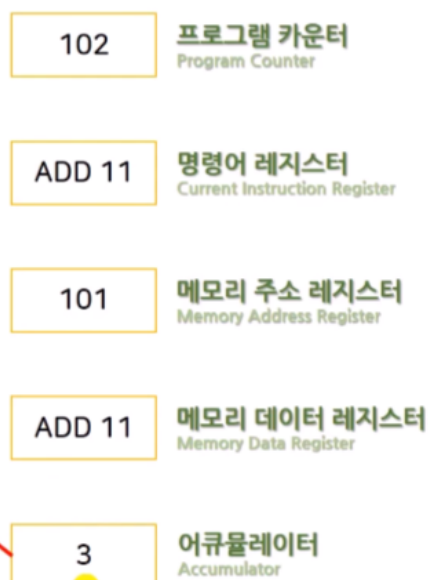 102
프로그램 카운터
Program Counter
ADD 11
명령어 레지스터
Current Instruction Register
101
메모리 주소 레지스터
Memory Address Register
ADD 11
메모리 데이터 레지스터
Memory Data Register
3
어큐뮬레이터
Accumulator